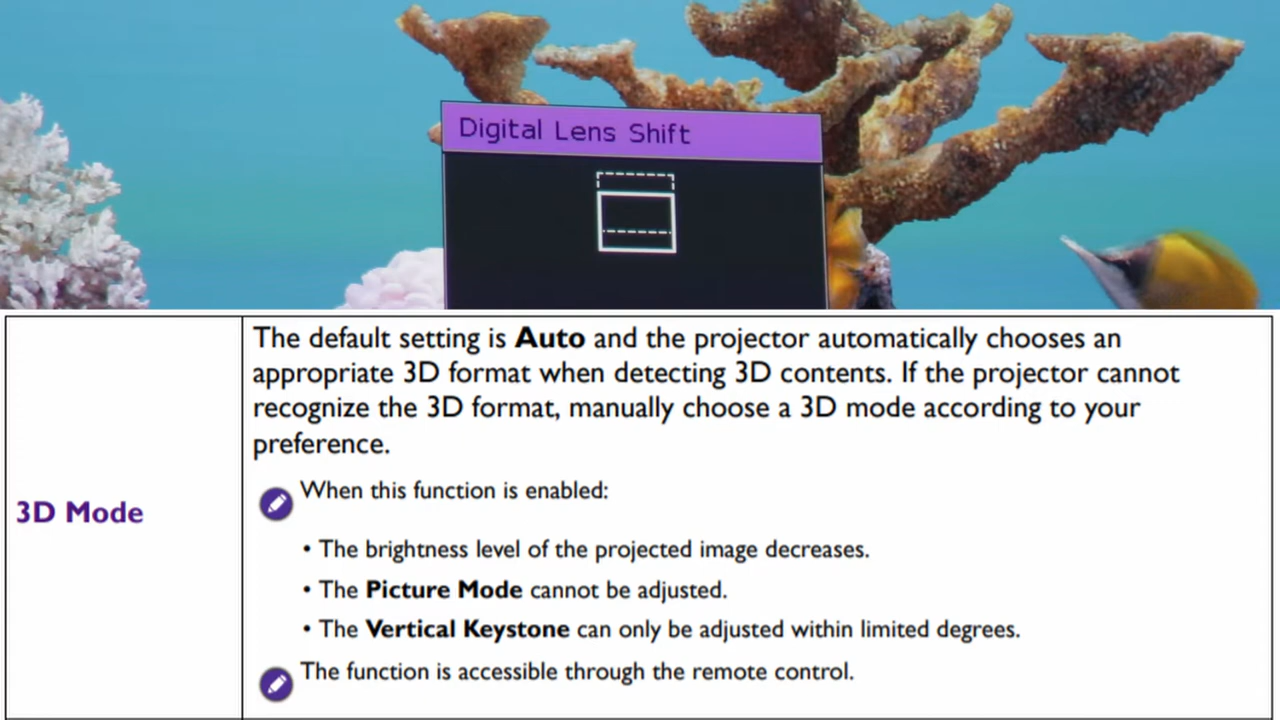 Digital Lens Shift
The default setting is Auto and the projector automatically chooses an
appropriate 3D format when detecting 3D contents. If the projector cannot
recognize the 3D format, manually choose a 3D mode according to your
preference.
3D Mode
When this function is enabled:
• The brightness level of the projected image decreases.
• The Picture Mode cannot be adjusted.
• The Vertical Keystone can only be adjusted within limited degrees.
The function is accessible through the remote control.